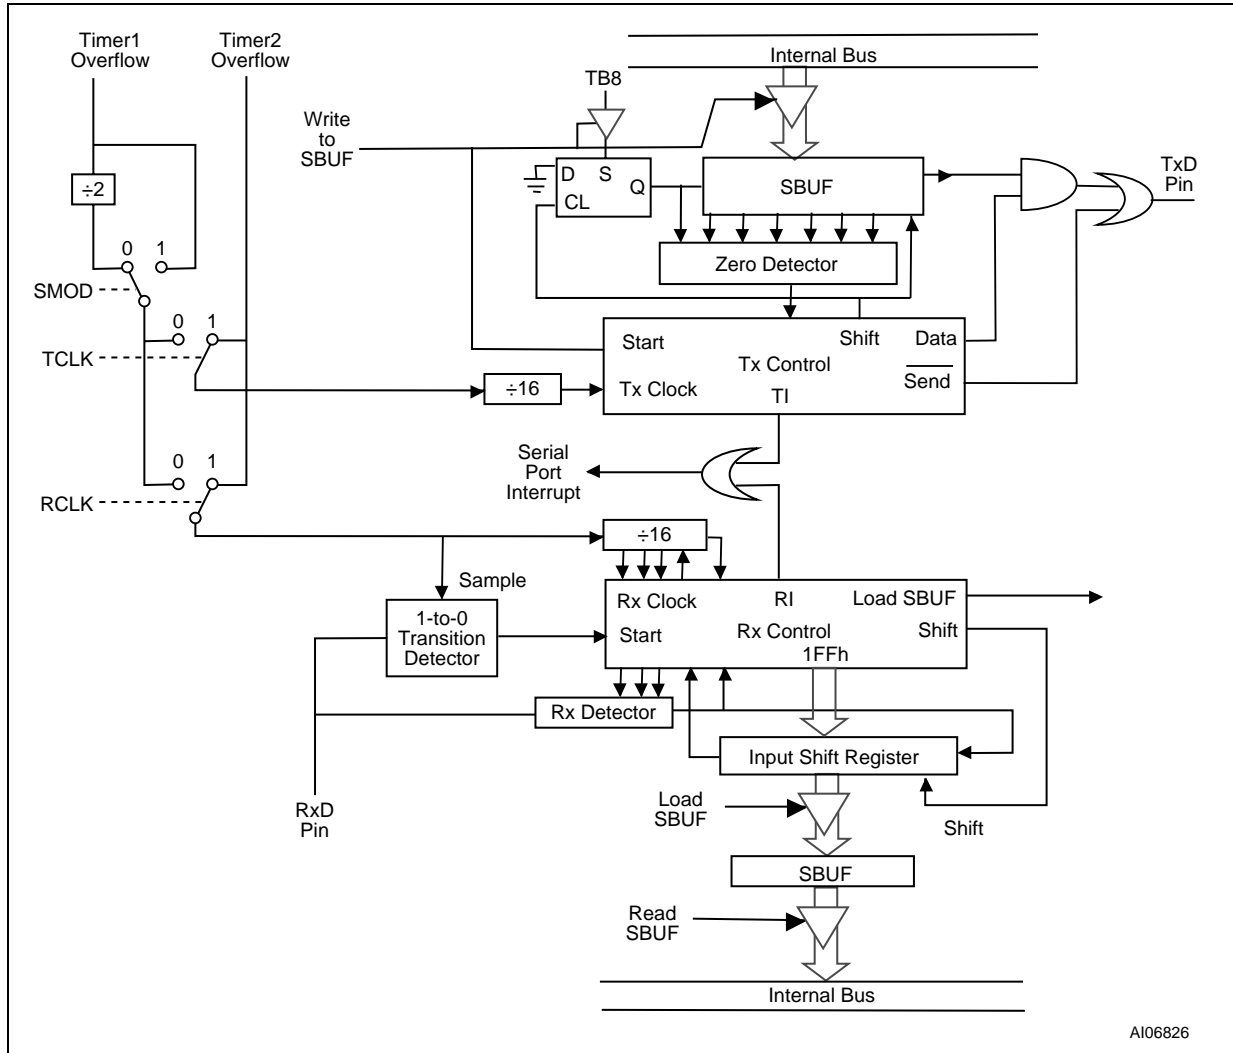 Timer1
Overflow
Timer2
Overflow
Internal Bus
TB8
Write
to
SBUF
D
S
Q
CL
SBUF
TxD
Pin
÷2
Zero Detector
0
1
SMOD
0
1
TCLK
Start
Shift
Data
Tx Control
Send
Tx Clock
TI
÷16
Serial
Port
Interrupt
0
1
RCLK
÷16
Sample
1-to-0
Transition
Detector
Rx Clock
RI
Load SBUF
Start
Rx Control
Shift
1FFh
Rx Detector
Input Shift Register
RxD
Pin
Load
SBUF
Shift
SBUF
Read
SBUF
Internal Bus
AI06826